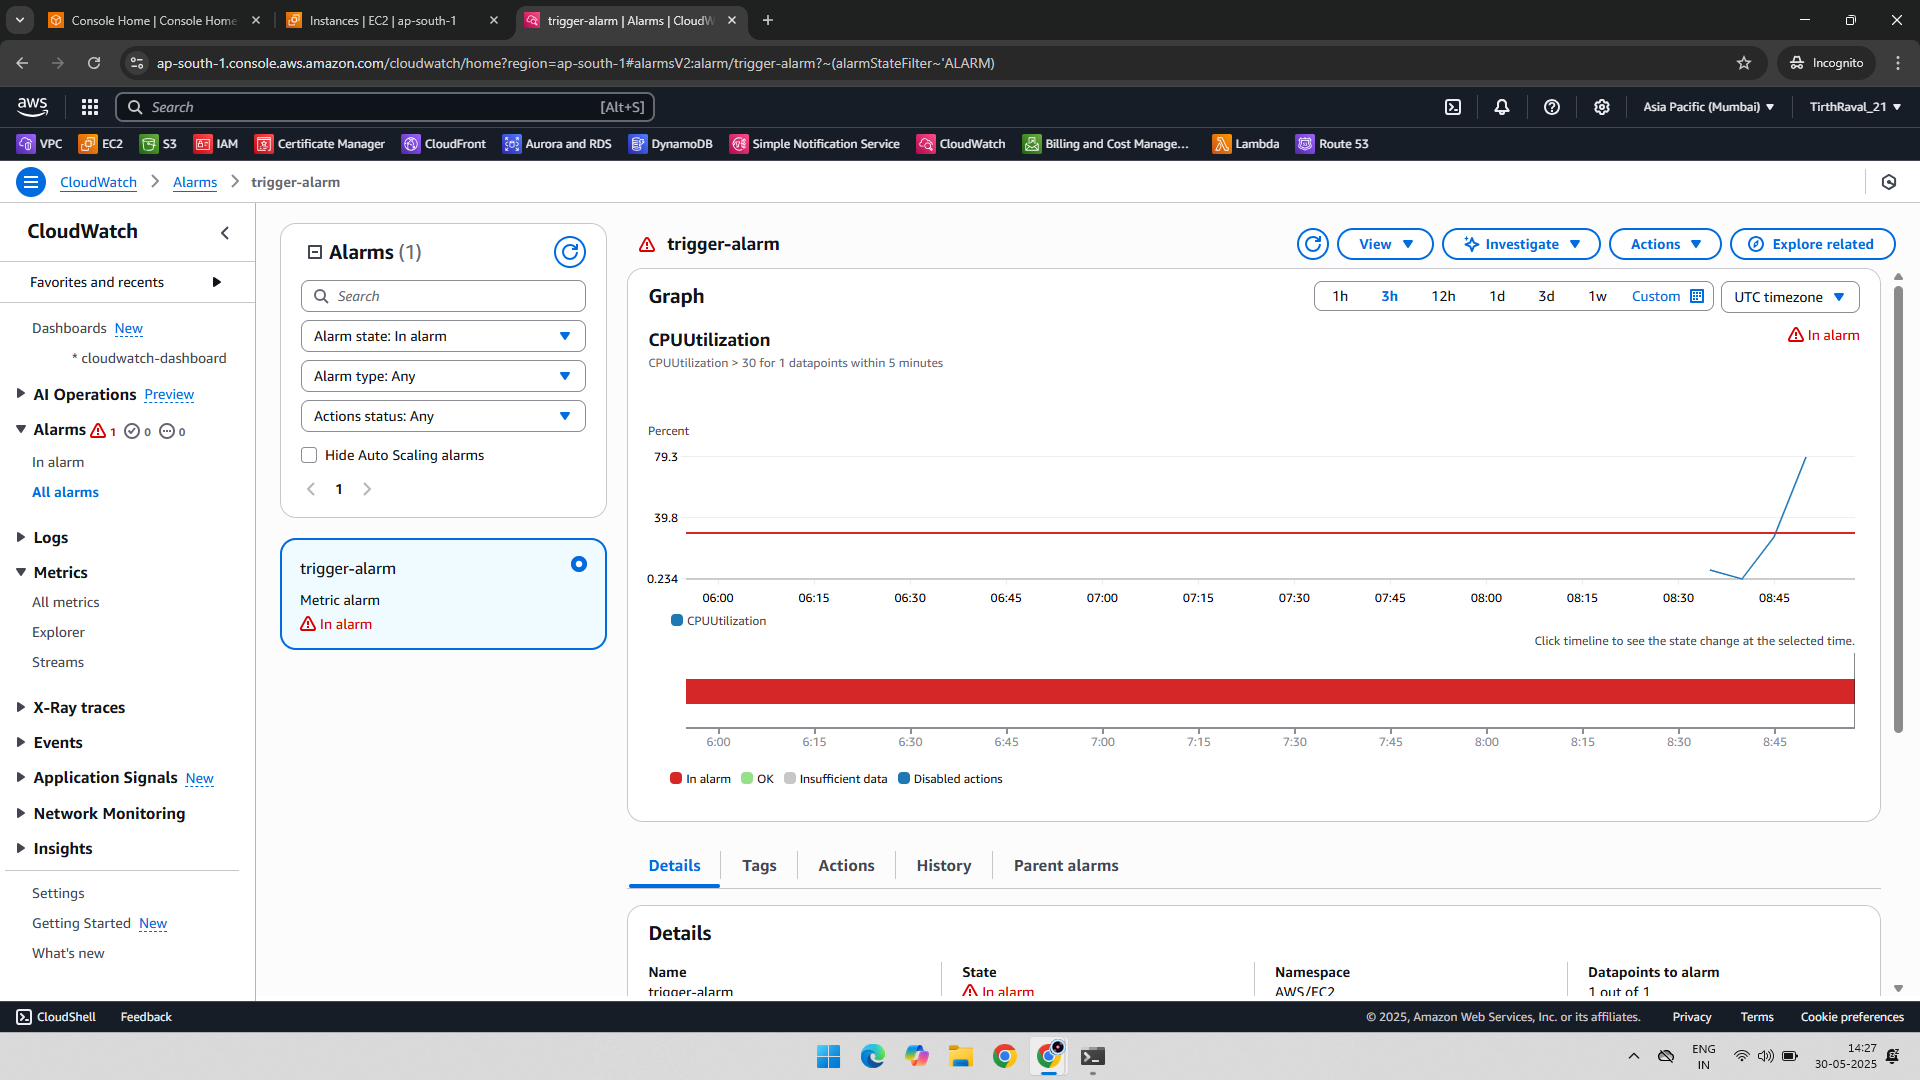 Console Home | Console Home
Instances | EC2 | ap-south-1
trigger-alarm | Alarms | CloudW
ap-south-1.console.aws.amazon.com/cloudwatch/home?region=ap-south-1#alarmsV2:alarm/trigger-alarm?~(alarmStateFilter~'ALARM)
Incognito
aws
Search
[Alt+S]
Asia Pacific (Mumbai)
TirthRaval_21
VPC
EC2
S3
IAM
Certificate Manager
CloudFront
Aurora and RDS
DynamoDB
Simple Notification Service
CloudWatch
Billing and Cost Manage...
Lambda
Route 53
CloudWatch
Alarms
trigger-alarm
CloudWatch
Favorites and recents
Dashboards New
* cloudwatch-dashboard
AI Operations Preview
Alarms 1 0 0
In alarm
All alarms
Logs
Metrics
All metrics
Explorer
Streams
X-Ray traces
Events
Application Signals New
Network Monitoring
Insights
Settings
Getting Started New
What's new
Alarms (1)
Search
Alarm state: In alarm
Alarm type: Any
Actions status: Any
Hide Auto Scaling alarms
1
trigger-alarm
Metric alarm
In alarm
trigger-alarm
View
Investigate
Actions
Explore related
Graph
1h 3h 12h 1d 3d 1w Custom
UTC timezone
CPUUtilization
In alarm
CPUUtilization > 30 for 1 datapoints within 5 minutes
Percent
79.3
39.8
0.234
06:00 06:15 06:30 06:45 07:00 07:15 07:30 07:45 08:00 08:15 08:30 08:45
CPUUtilization
Click timeline to see the state change at the selected time.
6:00 6:15 6:30 6:45 7:00 7:15 7:30 7:45 8:00 8:15 8:30 8:45
In alarm OK Insufficient data Disabled actions
Details
Tags
Actions
History
Parent alarms
Details
Name
trigger-alarm
State
In alarm
Namespace
AWS/EC2
Datapoints to alarm
1 out of 1
CloudShell
Feedback
© 2025, Amazon Web Services, Inc. or its affiliates.
Privacy
Terms
Cookie preferences
ENG
IN
14:27
30-05-2025